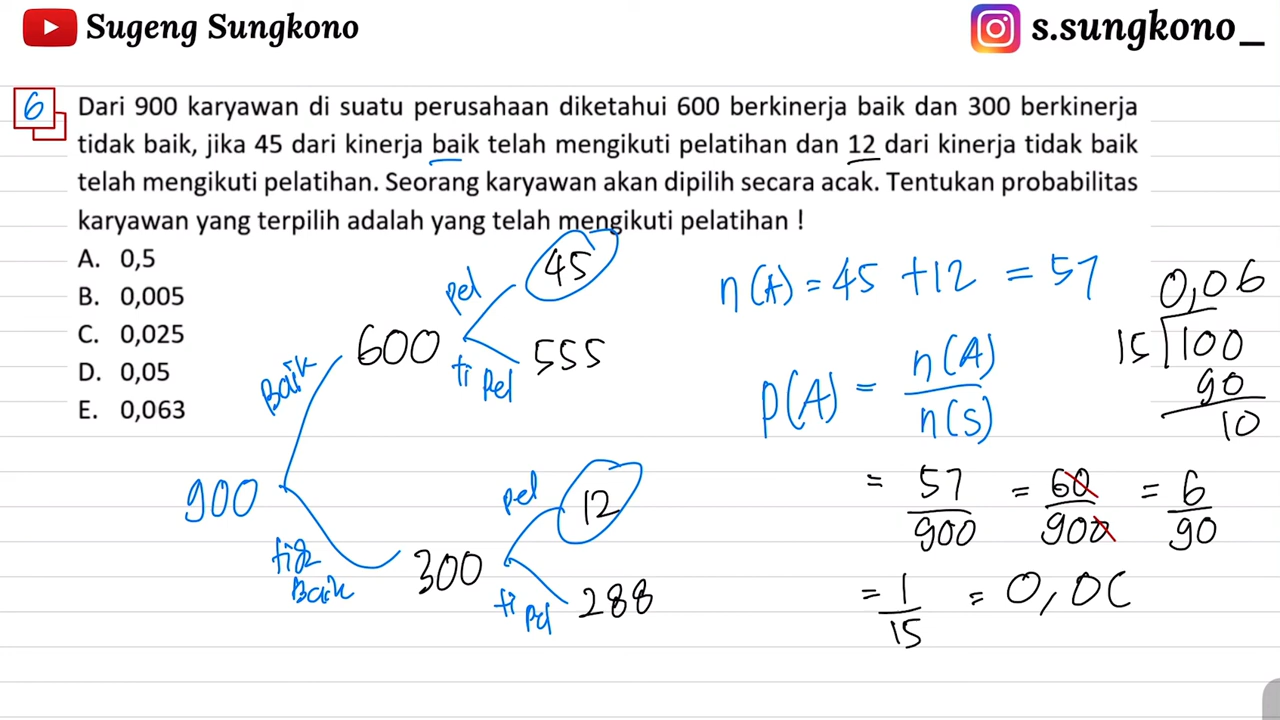 Sugeng Sungkono
s.sungkono_
6
Dari 900 karyawan di suatu perusahaan diketahui 600 berkinerja baik dan 300 berkinerja
tidak baik, jika 45 dari kinerja baik telah mengikuti pelatihan dan 12 dari kinerja tidak baik
telah mengikuti pelatihan. Seorang karyawan akan dipilih secara acak. Tentukan probabilitas
karyawan yang terpilih adalah yang telah mengikuti pelatihan !
A. 0,5
B. 0,005
C. 0,025
D. 0,05
E. 0,063
900
Baik
600
pel
45
ti pel
555
tidk Baik
300
pel
12
ti pel
288
n(A) = 45 + 12 = 57
P(A) = n(A) / n(S)
= 57/900 = 60/900 = 6/90
= 1/15 = 0,0
0,06
15 100
90
10